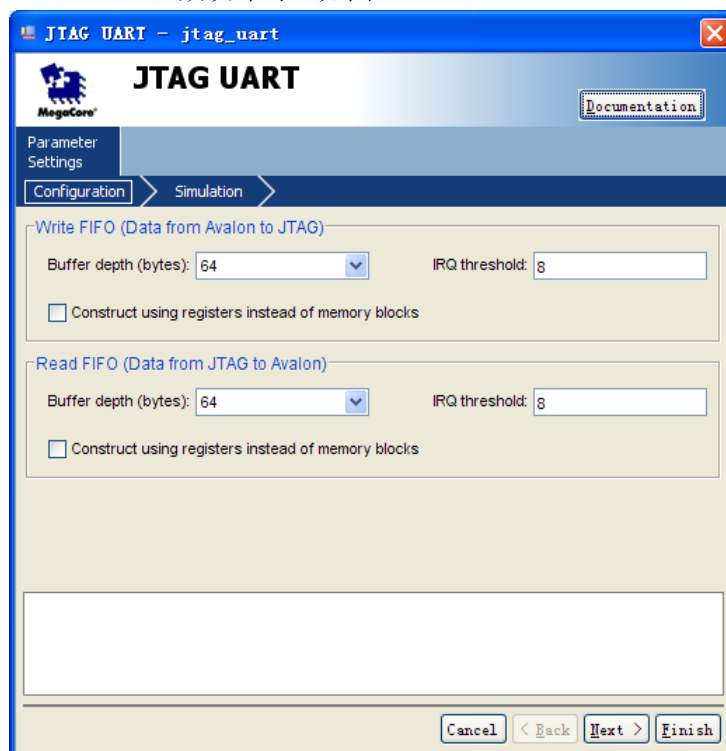 JTAG UART - jtag_uart
JTAG UART
MegaCore'
Documentation
Parameter
Settings
Configuration
Simulation
Write FIFO (Data from Avalon to JTAG)
Buffer depth (bytes): 64
IRQ threshold: 8
Construct using registers instead of memory blocks
Read FIFO (Data from JTAG to Avalon)
Buffer depth (bytes): 64
IRQ threshold: 8
Construct using registers instead of memory blocks
Cancel
< Back
Next >
Finish